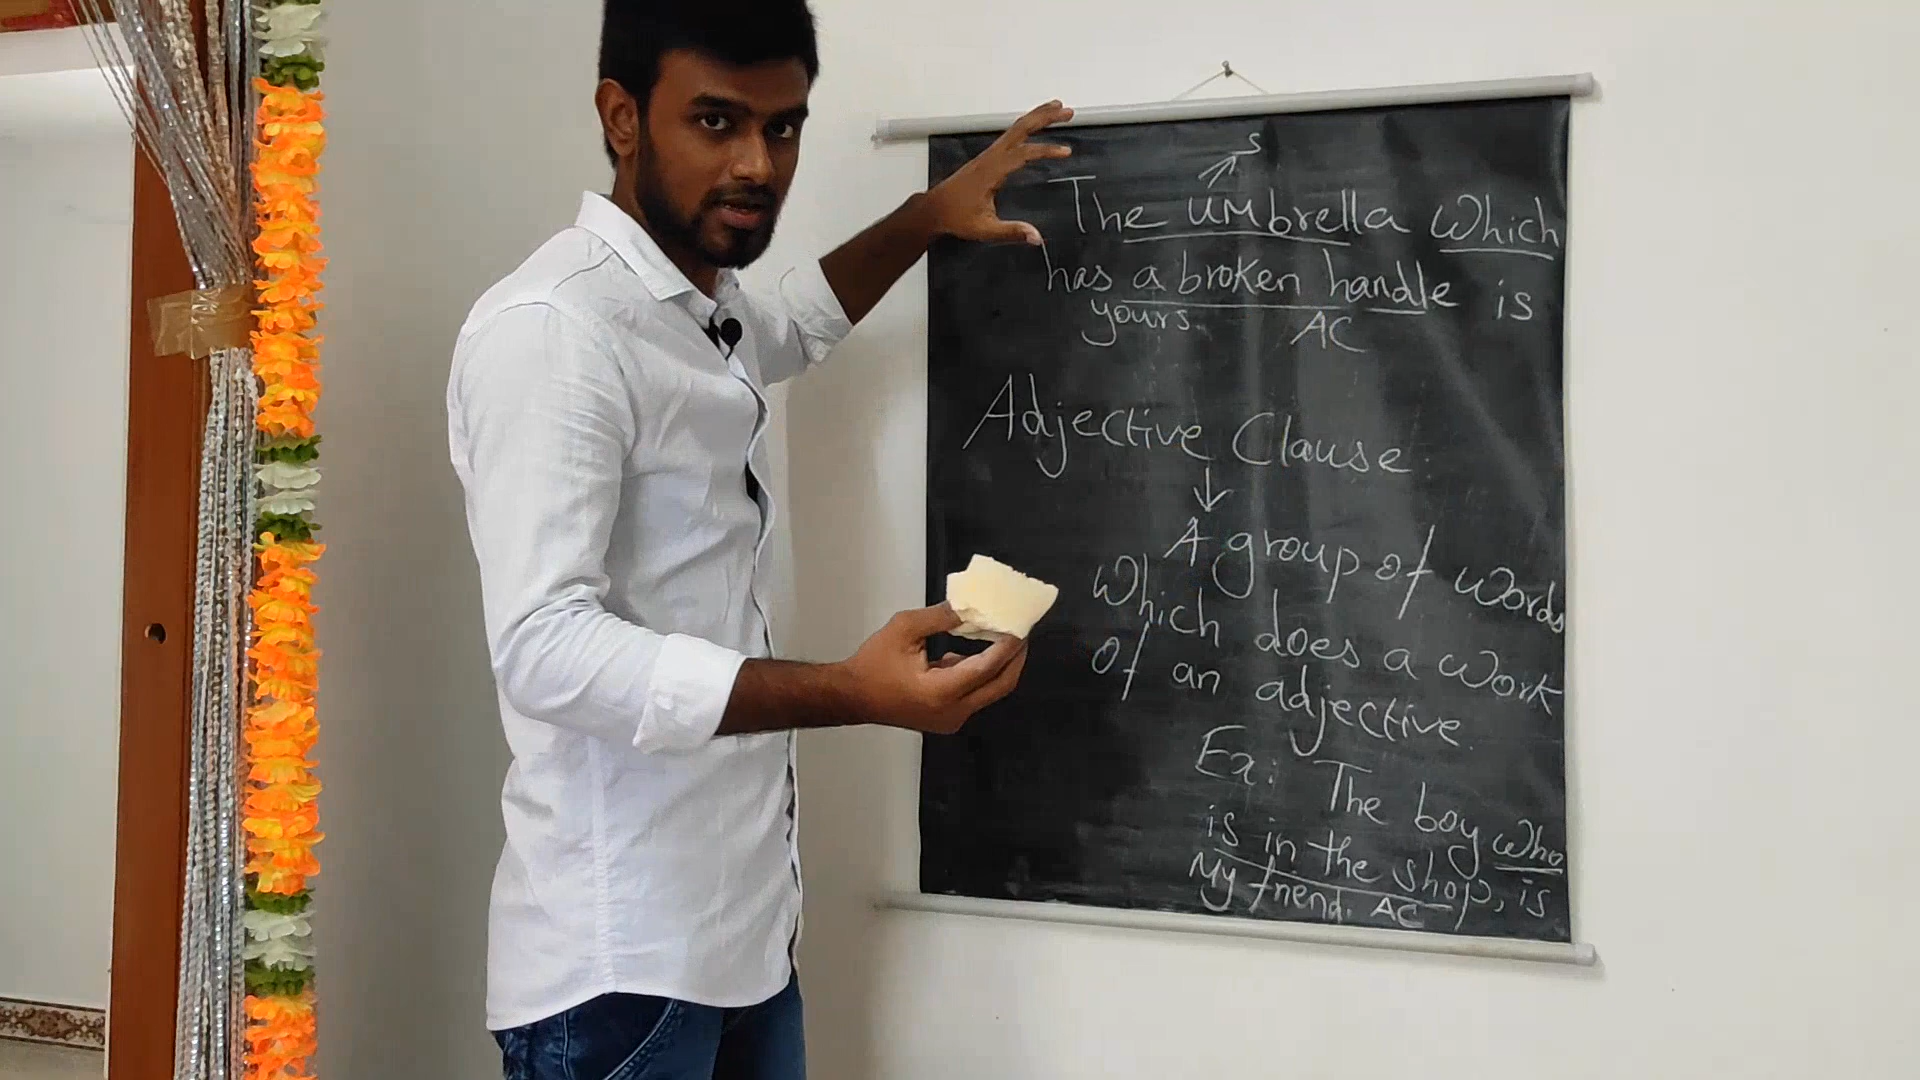 S
The umbrella which
has a broken handle is
yours AC
Adjective Clause
A group of words
Which does a work
Of an adjective.
Ex: The boy who
is in the shop, is
My friend. AC